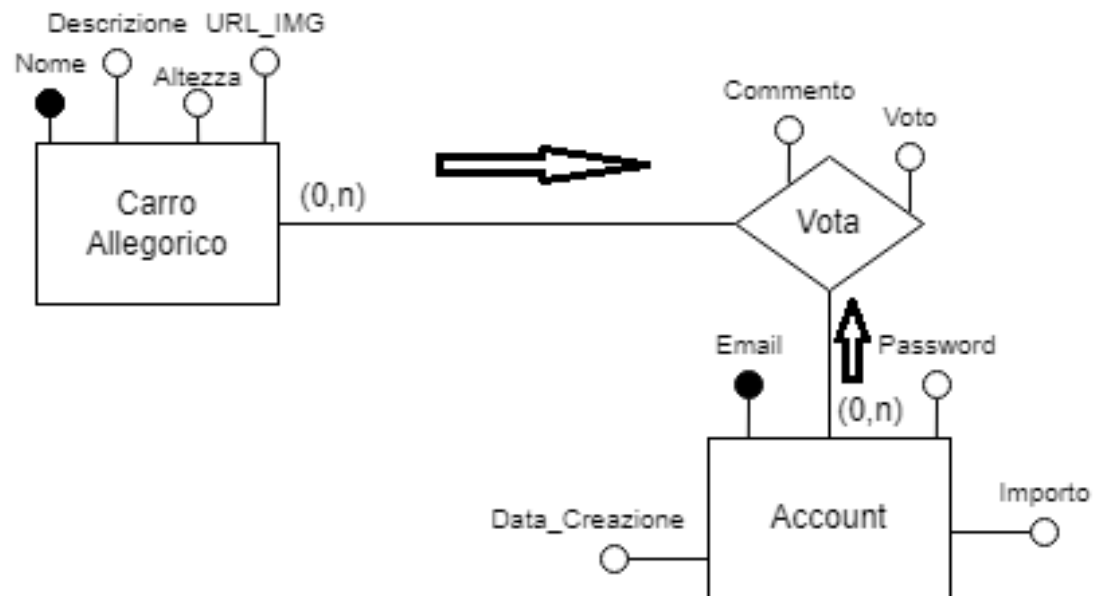 Descrizione URL_IMG
Nome
Altezza
Commento
Voto
(0,n)
Carro
Allegorico
Vota
Email
Password
(0,n)
Importo
Data_Creazione
Account